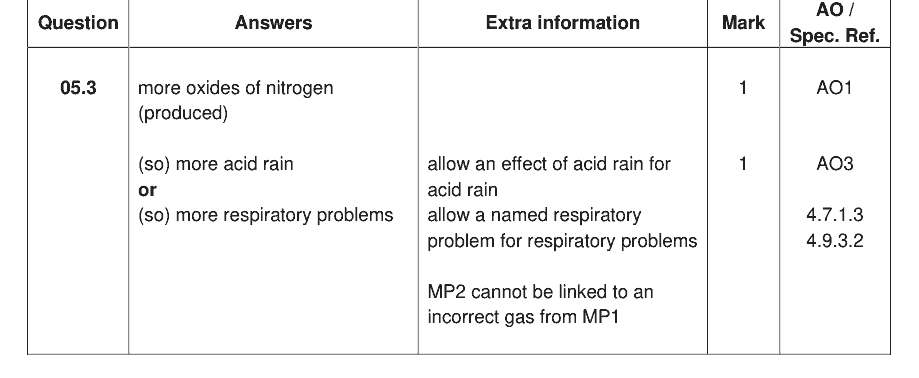 Question Answers Extra information Mark AO / Spec. Ref.
05.3 more oxides of nitrogen 1 AO1
(produced)
(so) more acid rain allow an effect of acid rain for 1 AO3
or acid rain
(so) more respiratory problems allow a named respiratory 4.7.1.3
problem for respiratory problems 4.9.3.2
MP2 cannot be linked to an
incorrect gas from MP1